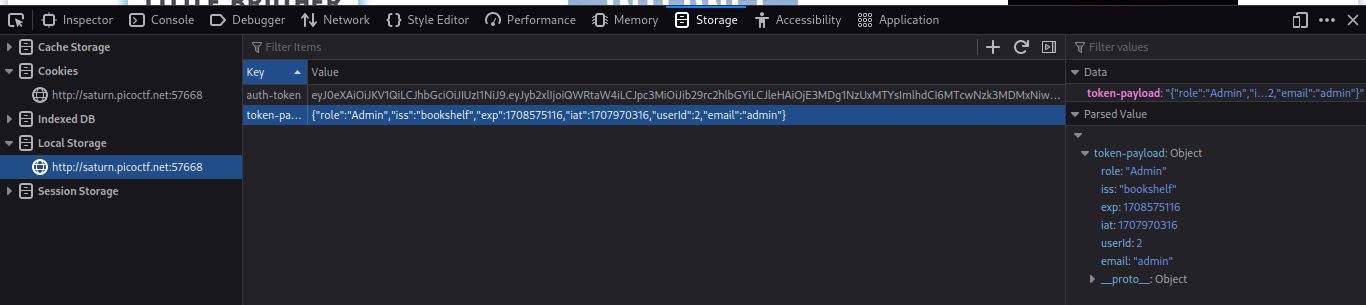 Inspector Console Debugger Network Style Editor Performance Memory Storage Accessibility Application
Cache Storage
Cookies
http://saturn.picoctf.net:57668
Indexed DB
Local Storage
http://saturn.picoctf.net:57668
Session Storage
Filter Items
Key Value
auth-token
token-pa… {"role":"Admin","iss":"bookshelf","exp":1708575116,"iat":1707970316,"userId":2,"email":"admin"}
Filter values
Data
token-payload: "{"role":"Admin","i…2,"email":"admin"}"
Parsed Value
token-payload: Object
role: "Admin"
iss: "bookshelf"
exp: 1708575116
iat: 1707970316
userId: 2
email: "admin"
__proto__: Object